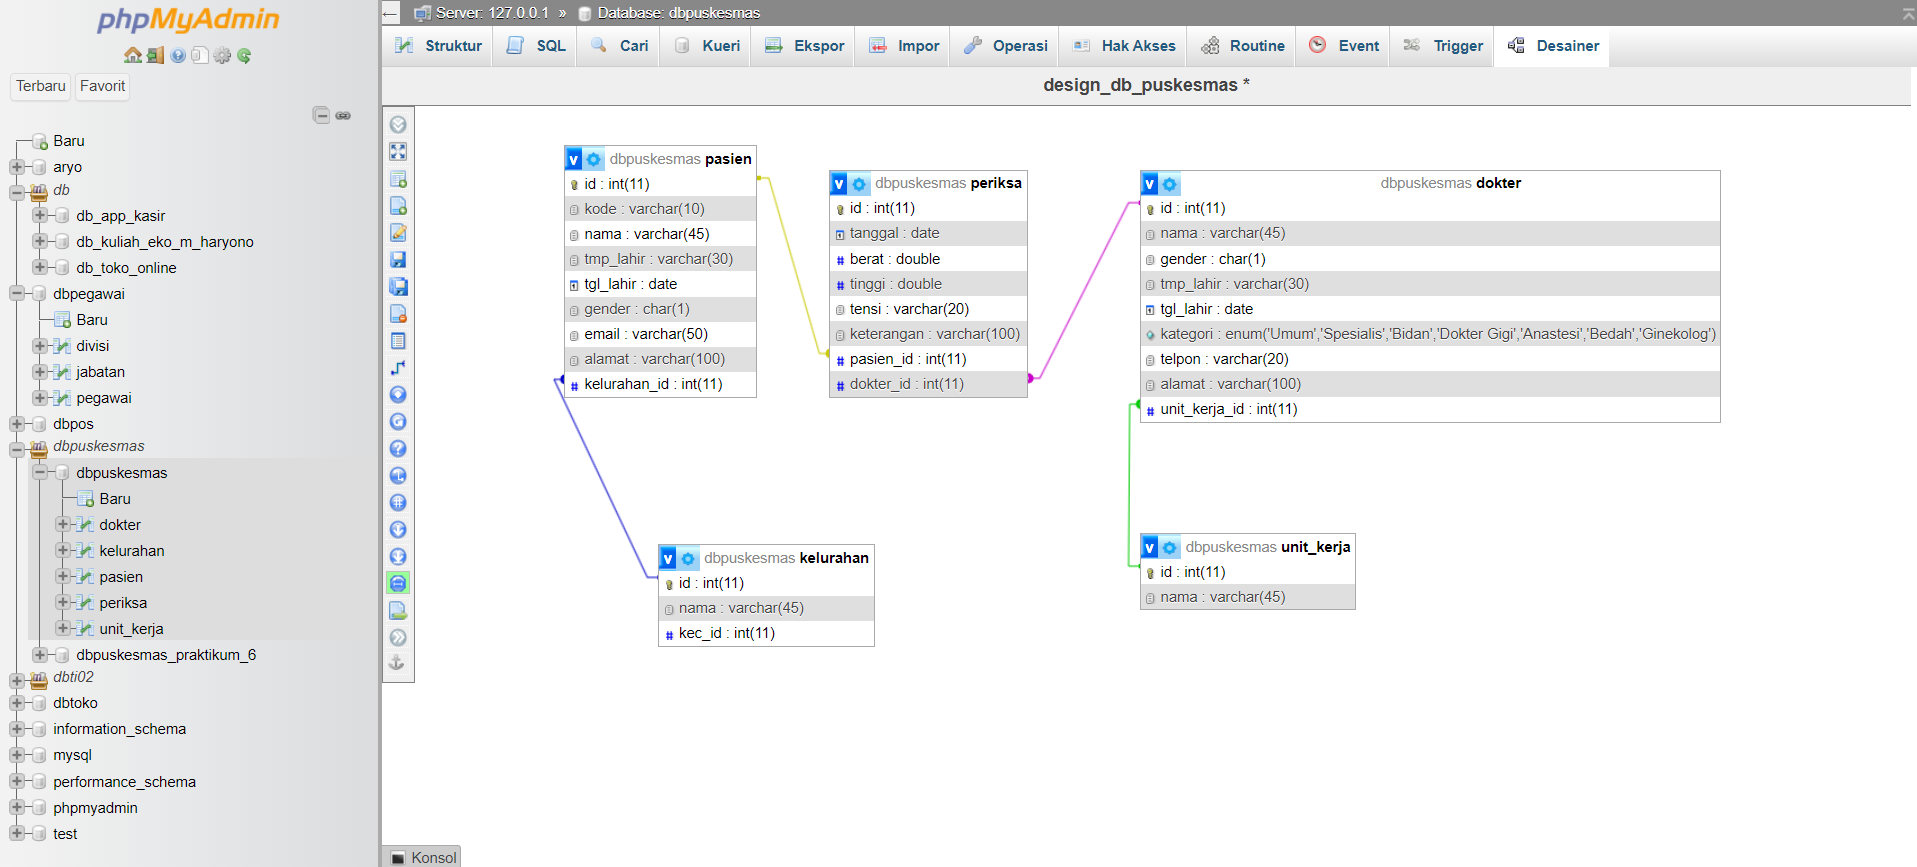 phpMyAdmin
Terbaru Favorit
Baru
aryo
db
db_app_kasir
db_kuliah_eko_m_haryono
db_toko_online
dbpegawai
Baru
divisi
jabatan
pegawai
dbpos
dbpuskesmas
dbpuskesmas
Baru
dokter
kelurahan
pasien
periksa
unit_kerja
dbpuskesmas_praktikum_6
dbti02
dbtoko
information_schema
mysql
performance_schema
phpmyadmin
test
Server: 127.0.0.1 » Database: dbpuskesmas
Struktur SQL Cari Kueri Ekspor Impor Operasi Hak Akses Routine Event Trigger Desainer
design_db_puskesmas *
v dbpuskesmas pasien
id : int(11)
kode : varchar(10)
nama : varchar(45)
tmp_lahir : varchar(30)
tgl_lahir : date
gender : char(1)
email : varchar(50)
alamat : varchar(100)
# kelurahan_id : int(11)
v dbpuskesmas periksa
id : int(11)
tanggal : date
# berat : double
# tinggi : double
tensi : varchar(20)
keterangan : varchar(100)
# pasien_id : int(11)
# dokter_id : int(11)
v dbpuskesmas dokter
id : int(11)
nama : varchar(45)
gender : char(1)
tmp_lahir : varchar(30)
tgl_lahir : date
kategori : enum('Umum','Spesialis','Bidan','Dokter Gigi','Anastesi','Bedah','Ginekolog')
telpon : varchar(20)
alamat : varchar(100)
# unit_kerja_id : int(11)
v dbpuskesmas kelurahan
id : int(11)
nama : varchar(45)
# kec_id : int(11)
v dbpuskesmas unit_kerja
id : int(11)
nama : varchar(45)
Konsol